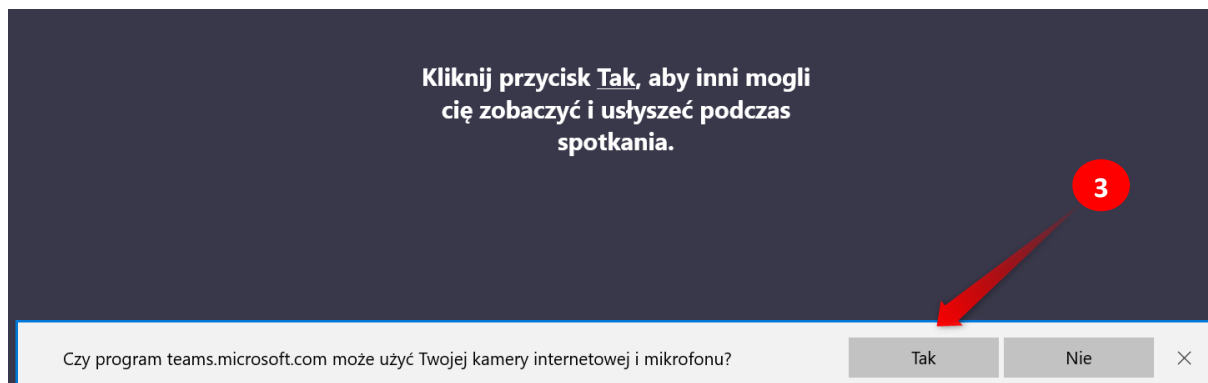 Kliknij przycisk Tak, aby inni mogli
cię zobaczyć i usłyszeć podczas
spotkania.
3
Czy program teams.microsoft.com może użyć Twojej kamery internetowej i mikrofonu? Tak Nie